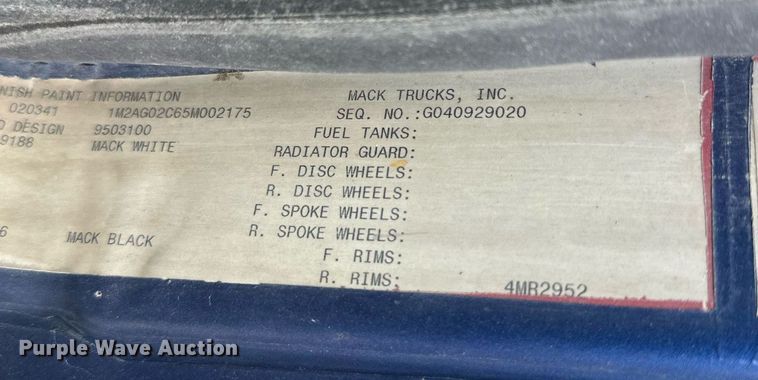 NISH PAINT INFORMATION
MACK TRUCKS, INC.
020341 1M2AG02C65M002175
SEQ. NO.:G040929020
DESIGN 9503100
FUEL TANKS:
9188 MACK WHITE
RADIATOR GUARD:
F. DISC WHEELS:
R. DISC WHEELS:
F. SPOKE WHEELS:
6 MACK BLACK
R. SPOKE WHEELS:
F. RIMS:
R. RIMS:
4MR2952
Purple Wave Auction